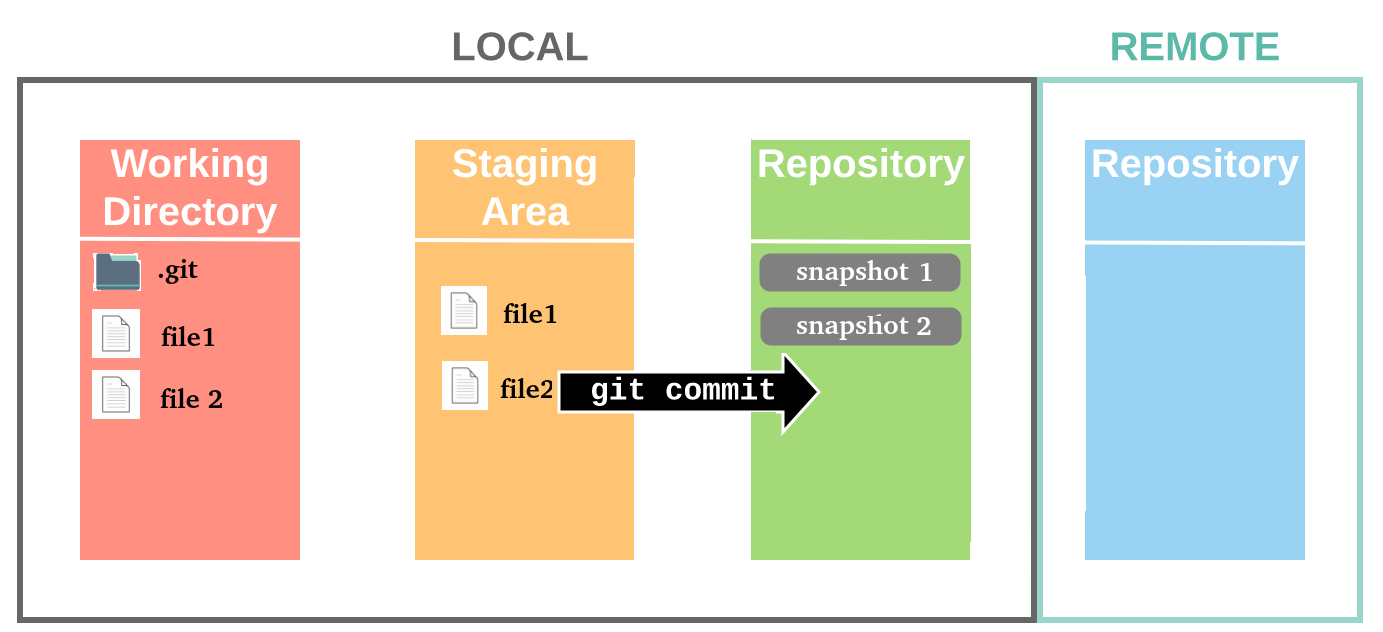 LOCAL
REMOTE
Working
Directory
.git
file1
file 2
Staging
Area
file1
file2
git commit
Repository
snapshot 1
snapshot 2
Repository